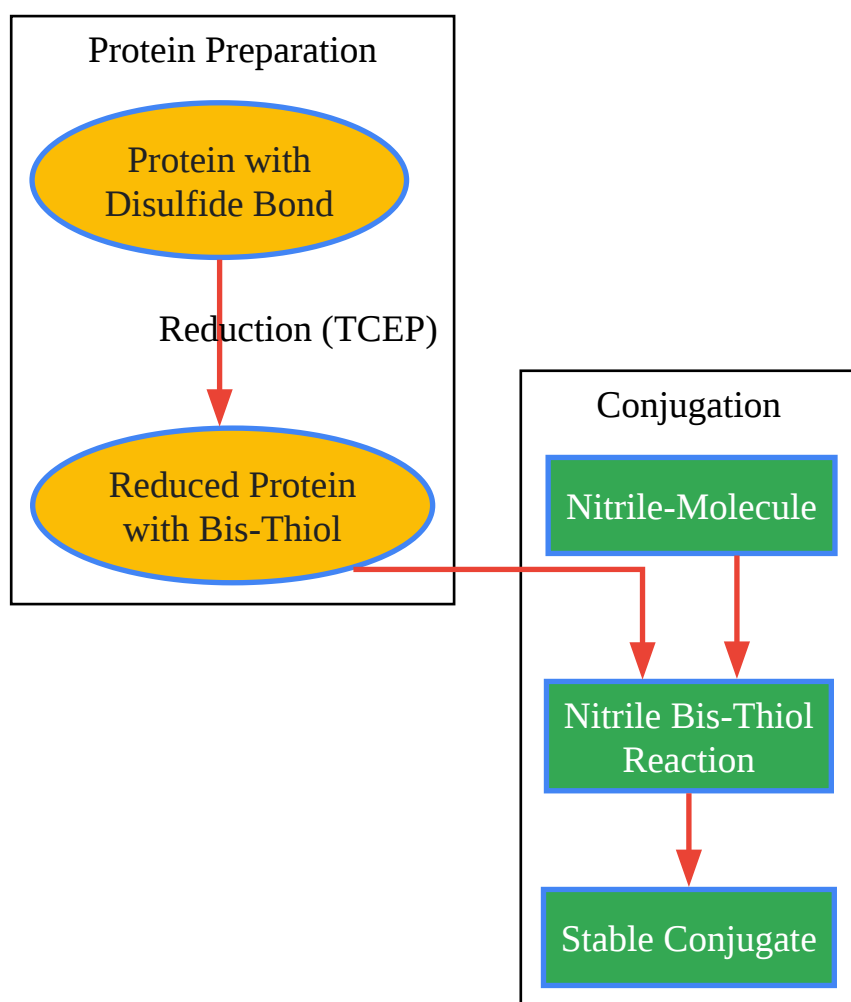 Protein Preparation
Protein with
Disulfide Bond
Reduction (TCEP)
Reduced Protein
with Bis-Thiol
Conjugation
Nitrile-Molecule
Nitrile Bis-Thiol
Reaction
Stable Conjugate